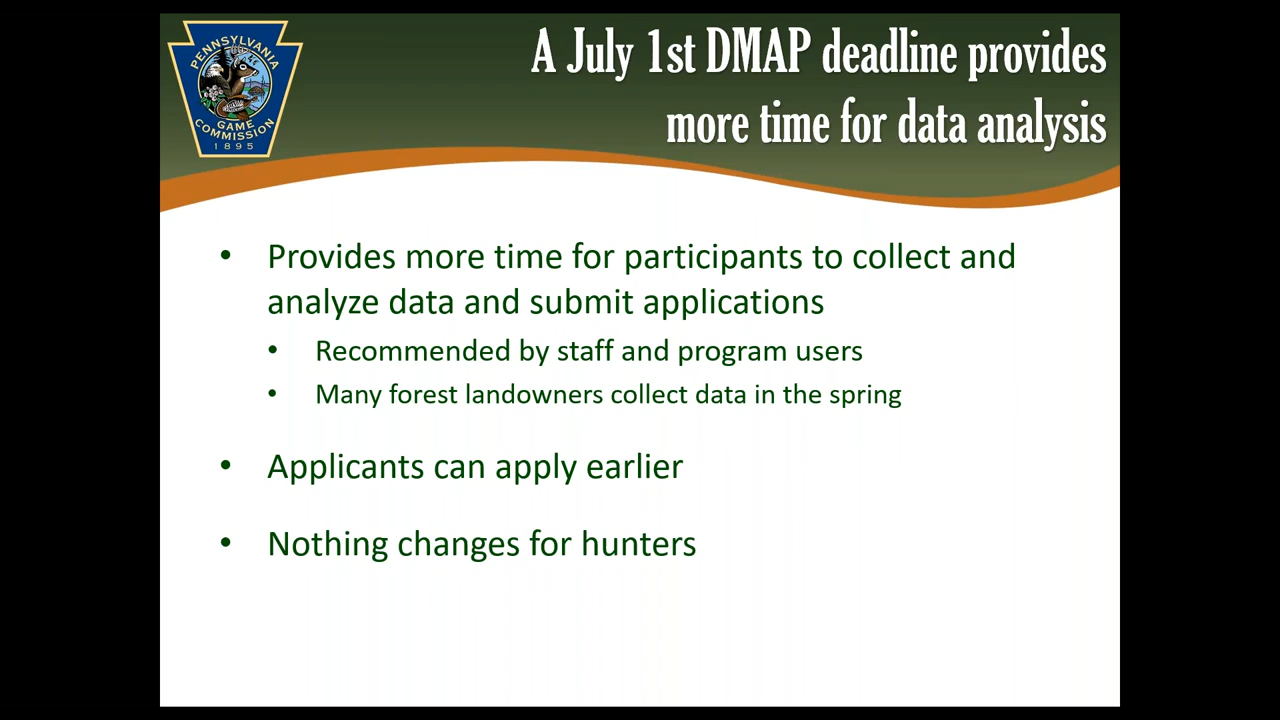 PENNSYLVANIA
GAME
COMMISSION
1895
A July 1st DMAP deadline provides
more time for data analysis
• Provides more time for participants to collect and
analyze data and submit applications
• Recommended by staff and program users
• Many forest landowners collect data in the spring
• Applicants can apply earlier
• Nothing changes for hunters